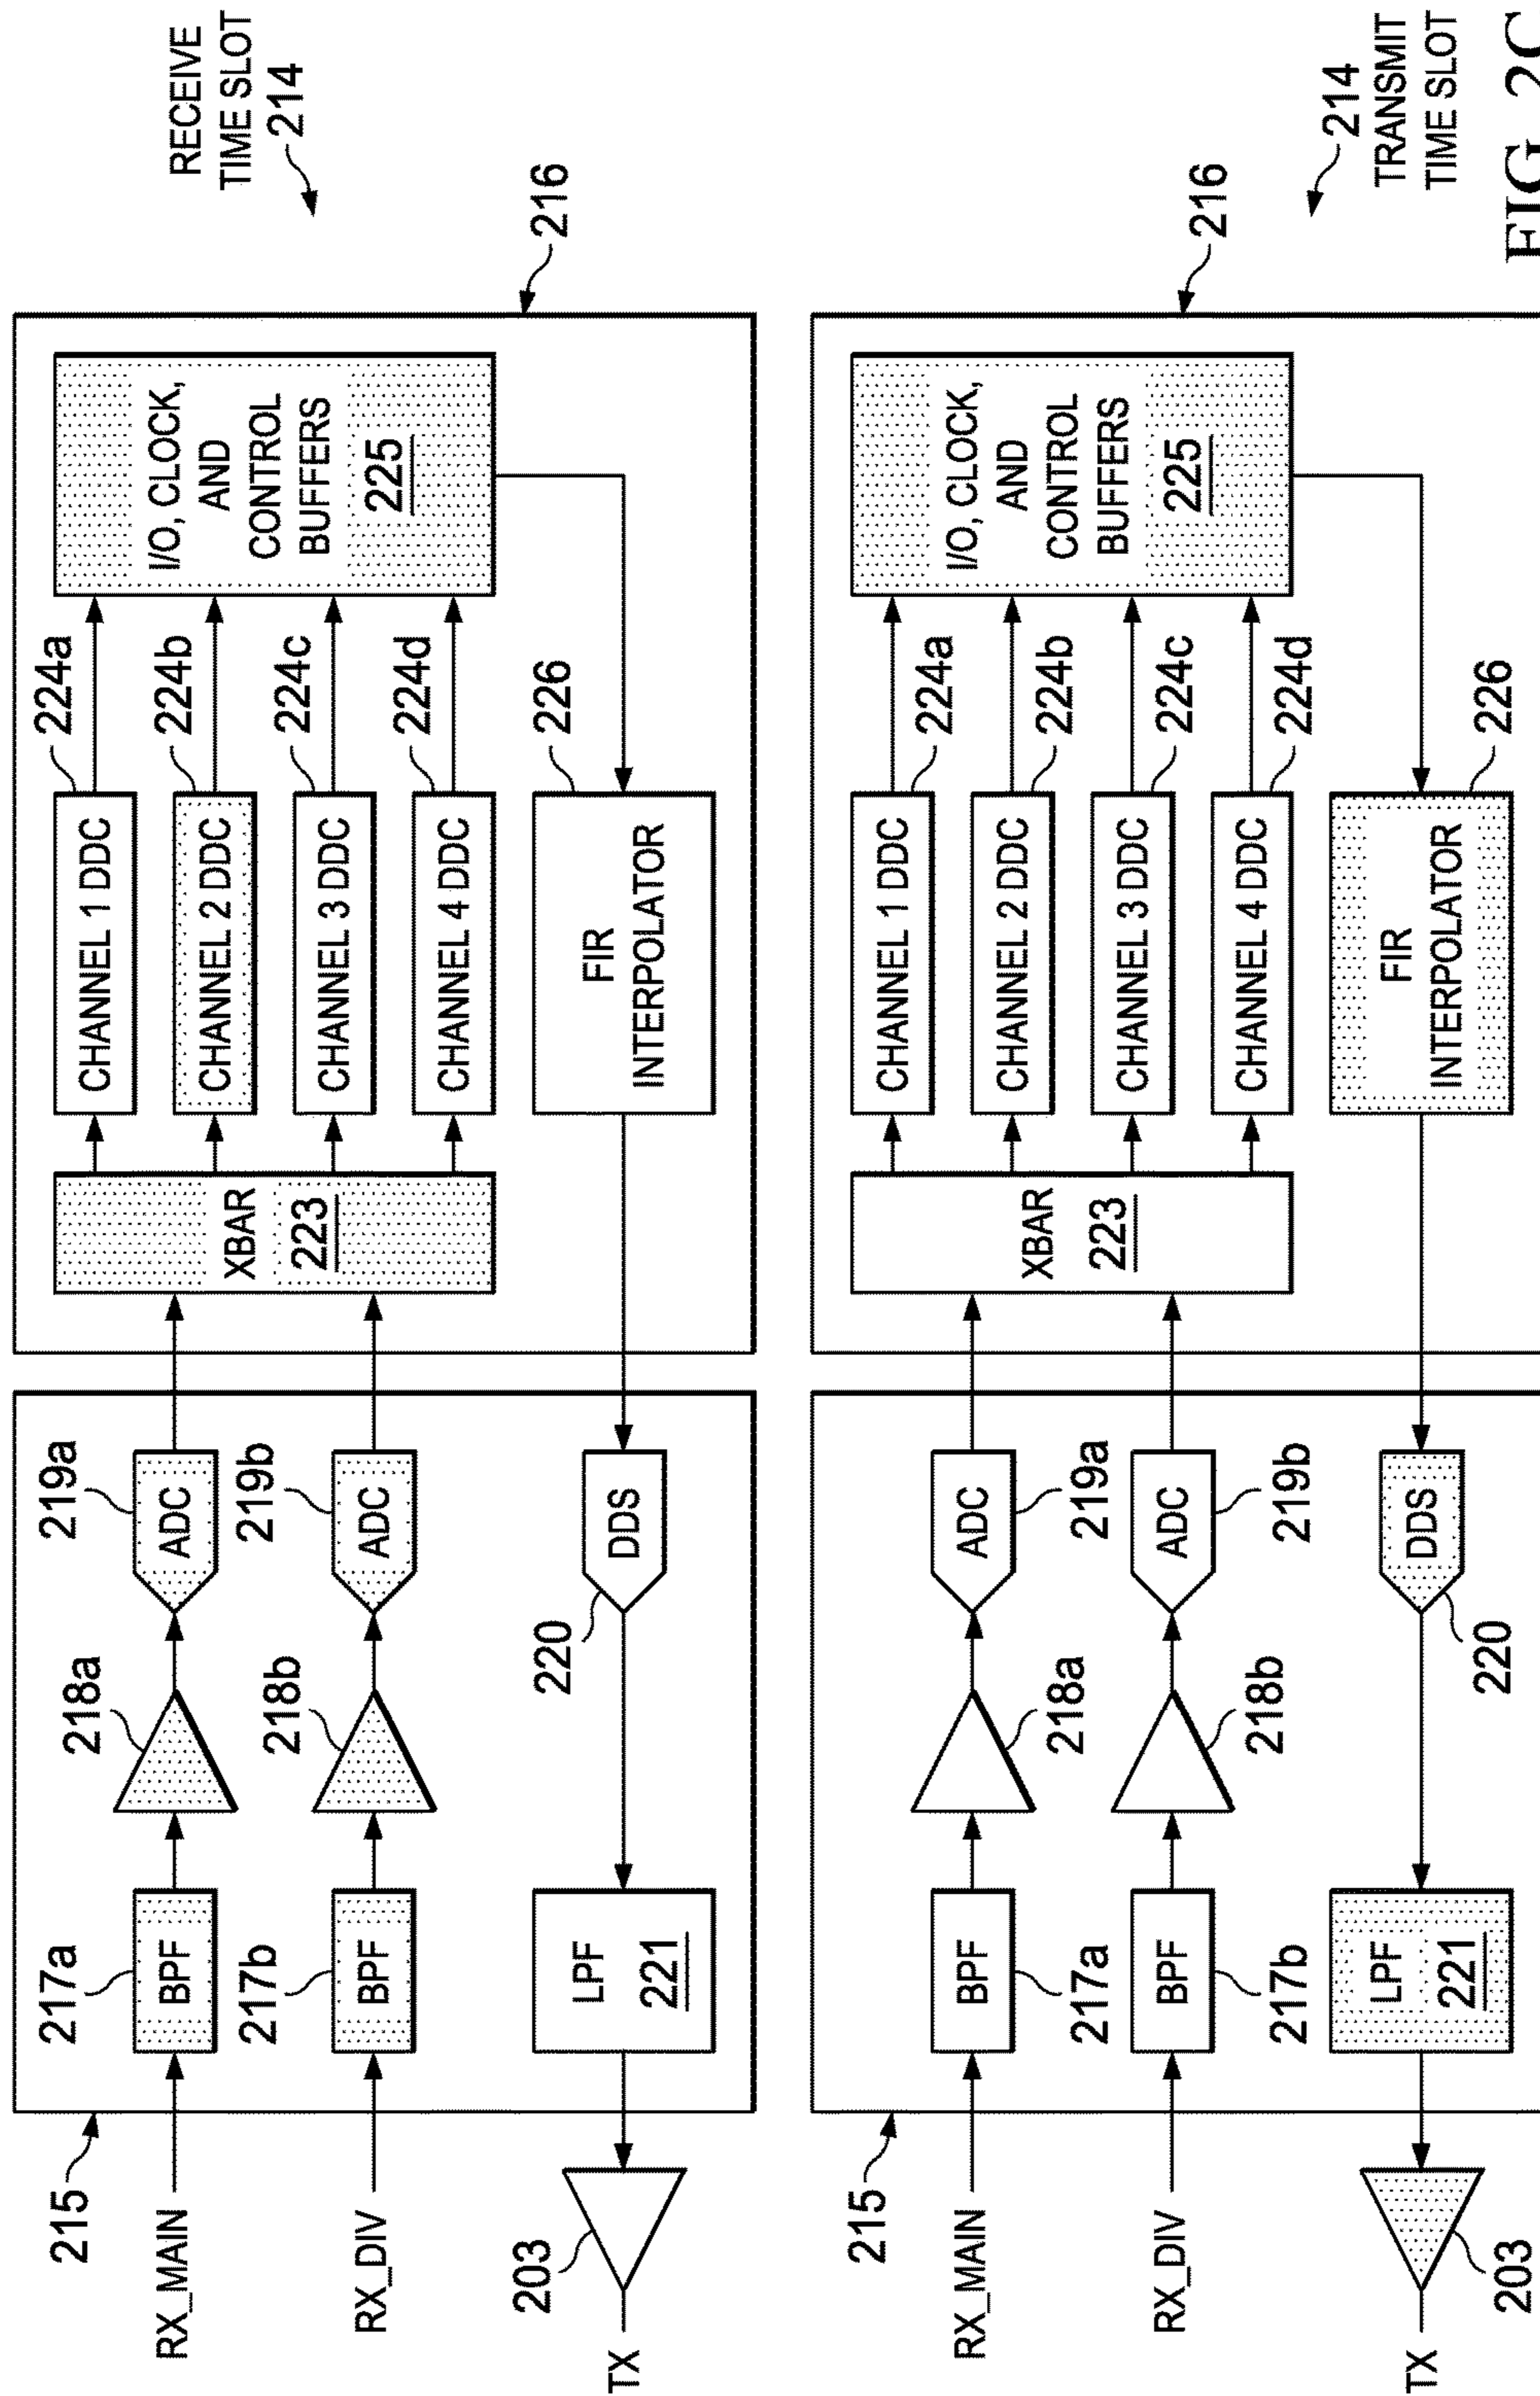 RECEIVE
TIME SLOT
214
216
224a
224b
224c
224d
226
I/O, CLOCK,
AND
CONTROL
BUFFERS
225
CHANNEL 1 DDC
CHANNEL 2 DDC
CHANNEL 3 DDC
CHANNEL 4 DDC
FIR
INTERPOLATOR
XBAR
223
219a
ADC
219b
ADC
DDS
220
218a
218b
217a
BPF
217b
BPF
LPF
221
215
RX_MAIN
RX_DIV
203
TX
214
TRANSMIT
TIME SLOT
216
I/O, CLOCK,
AND
CONTROL
BUFFERS
225
224a
224b
224c
224d
226
CHANNEL 1 DDC
CHANNEL 2 DDC
CHANNEL 3 DDC
CHANNEL 4 DDC
FIR
INTERPOLATOR
XBAR
223
ADC
219a
ADC
219b
DDS
220
218a
218b
BPF
217a
BPF
217b
LPF
221
215
RX_MAIN
RX_DIV
203
TX
FIG. 2C